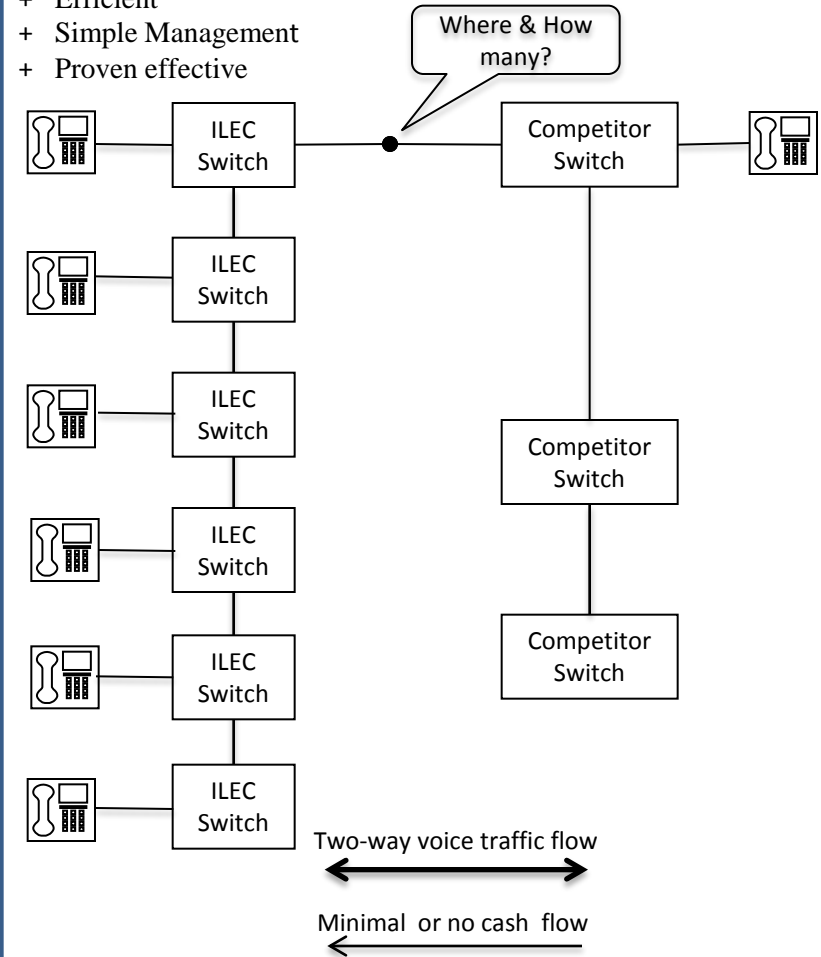 + Efficient
+ Simple Management
+ Proven effective
Where & How
many?
ILEC
Switch
Competitor
Switch
ILEC
Switch
ILEC
Switch
Competitor
Switch
ILEC
Switch
ILEC
Switch
Competitor
Switch
ILEC
Switch
Two-way voice traffic flow
Minimal or no cash flow